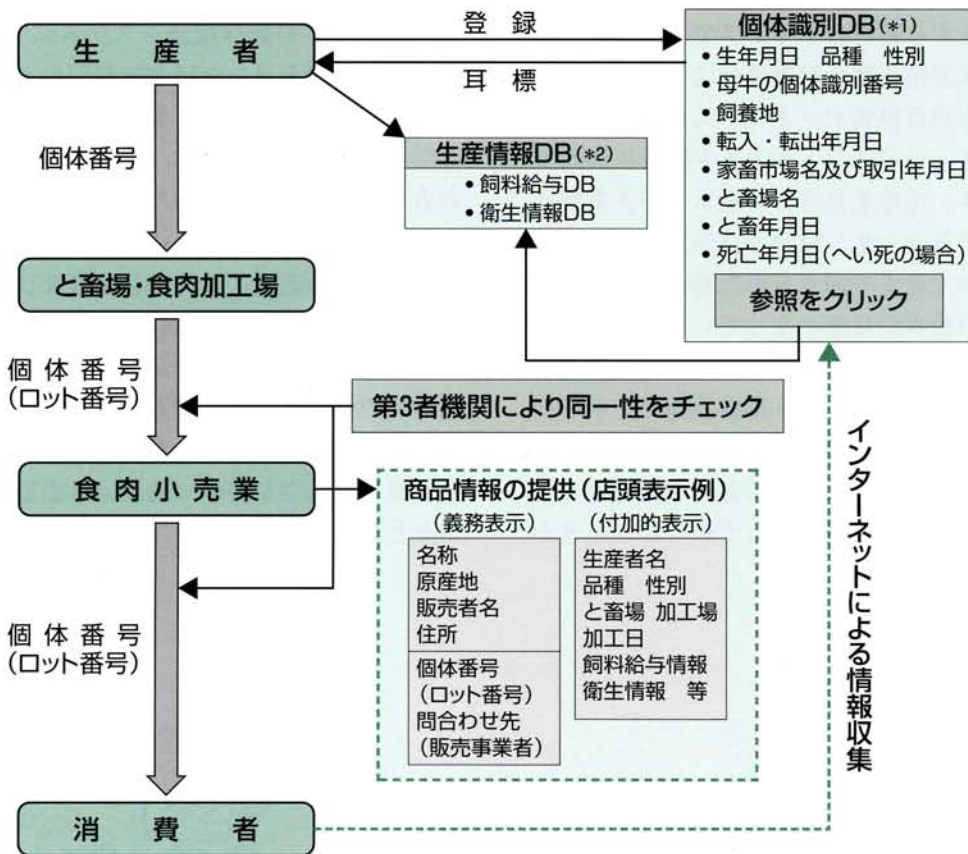 生産者
登録
耳標
個体識別DB(*1)
• 生年月日 品種 性別
• 母牛の個体識別番号
• 飼養地
• 転入・転出年月日
• 家畜市場名及び取引年月日
• と畜場名
• と畜年月日
• 死亡年月日(へい死の場合)
参照をクリック
生産情報DB(*2)
• 飼料給与DB
• 衛生情報DB
個体番号
と畜場・食肉加工場
個体番号
(ロット番号)
第3者機関により同一性をチェック
食肉小売業
商品情報の提供(店頭表示例)
(義務表示)
名称
原産地
販売者名
住所
個体番号
(ロット番号)
問合わせ先
(販売事業者)
(付加的表示)
生産者名
品種 性別
と畜場 加工場
加工日
飼料給与情報
衛生情報 等
個体番号
(ロット番号)
インターネットによる情報収集
消費者